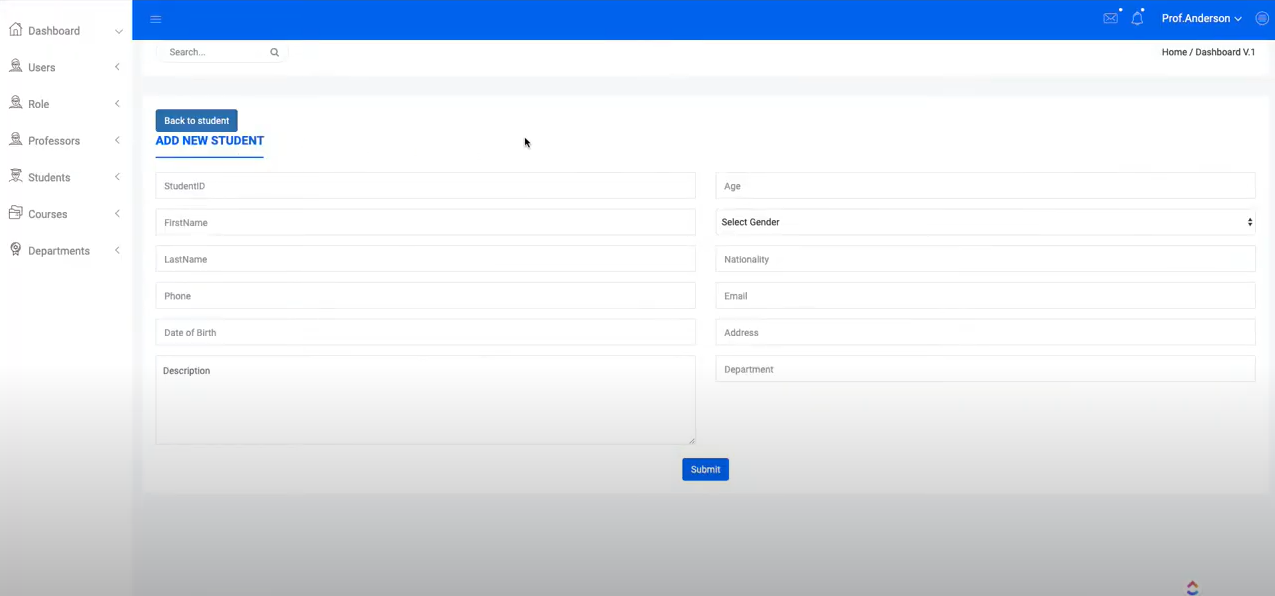 Dashboard
Users
Role
Professors
Students
Courses
Departments
Prof.Anderson
Search...
Home / Dashboard V.1
Back to student
ADD NEW STUDENT
StudentID
Age
FirstName
Select Gender
LastName
Nationality
Phone
Email
Date of Birth
Address
Description
Department
Submit